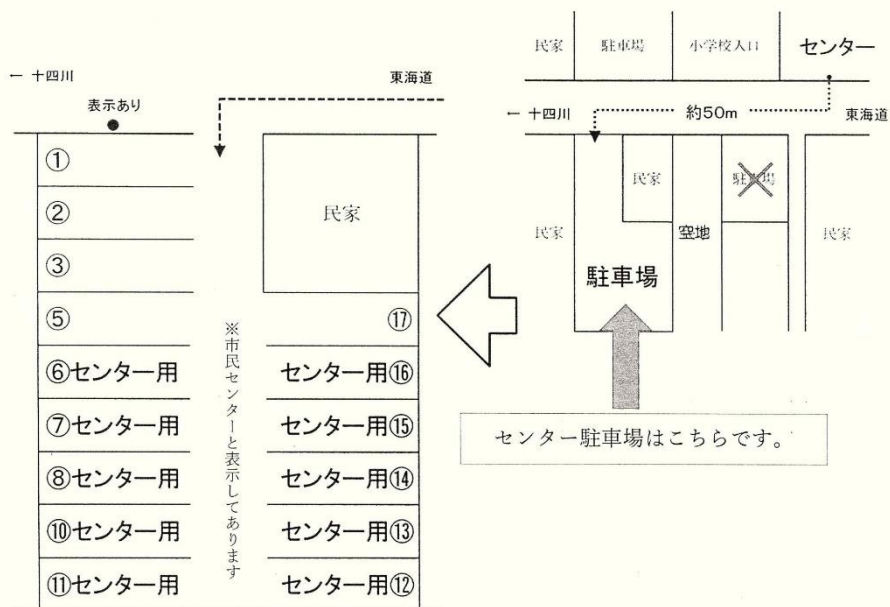 ← 十四川
東海道
表示あり
①
②
③
⑤
⑥センター用
⑦センター用
⑧センター用
⑩センター用
⑪センター用
※市民センターと表示してあります
民家
⑰
センター用⑯
センター用⑮
センター用⑭
センター用⑬
センター用⑫
民家
駐車場
小学校入口
センター
← 十四川
約50m
東海道
民家
民家
空地
駐車場
民家
駐車場
センター駐車場はこちらです。